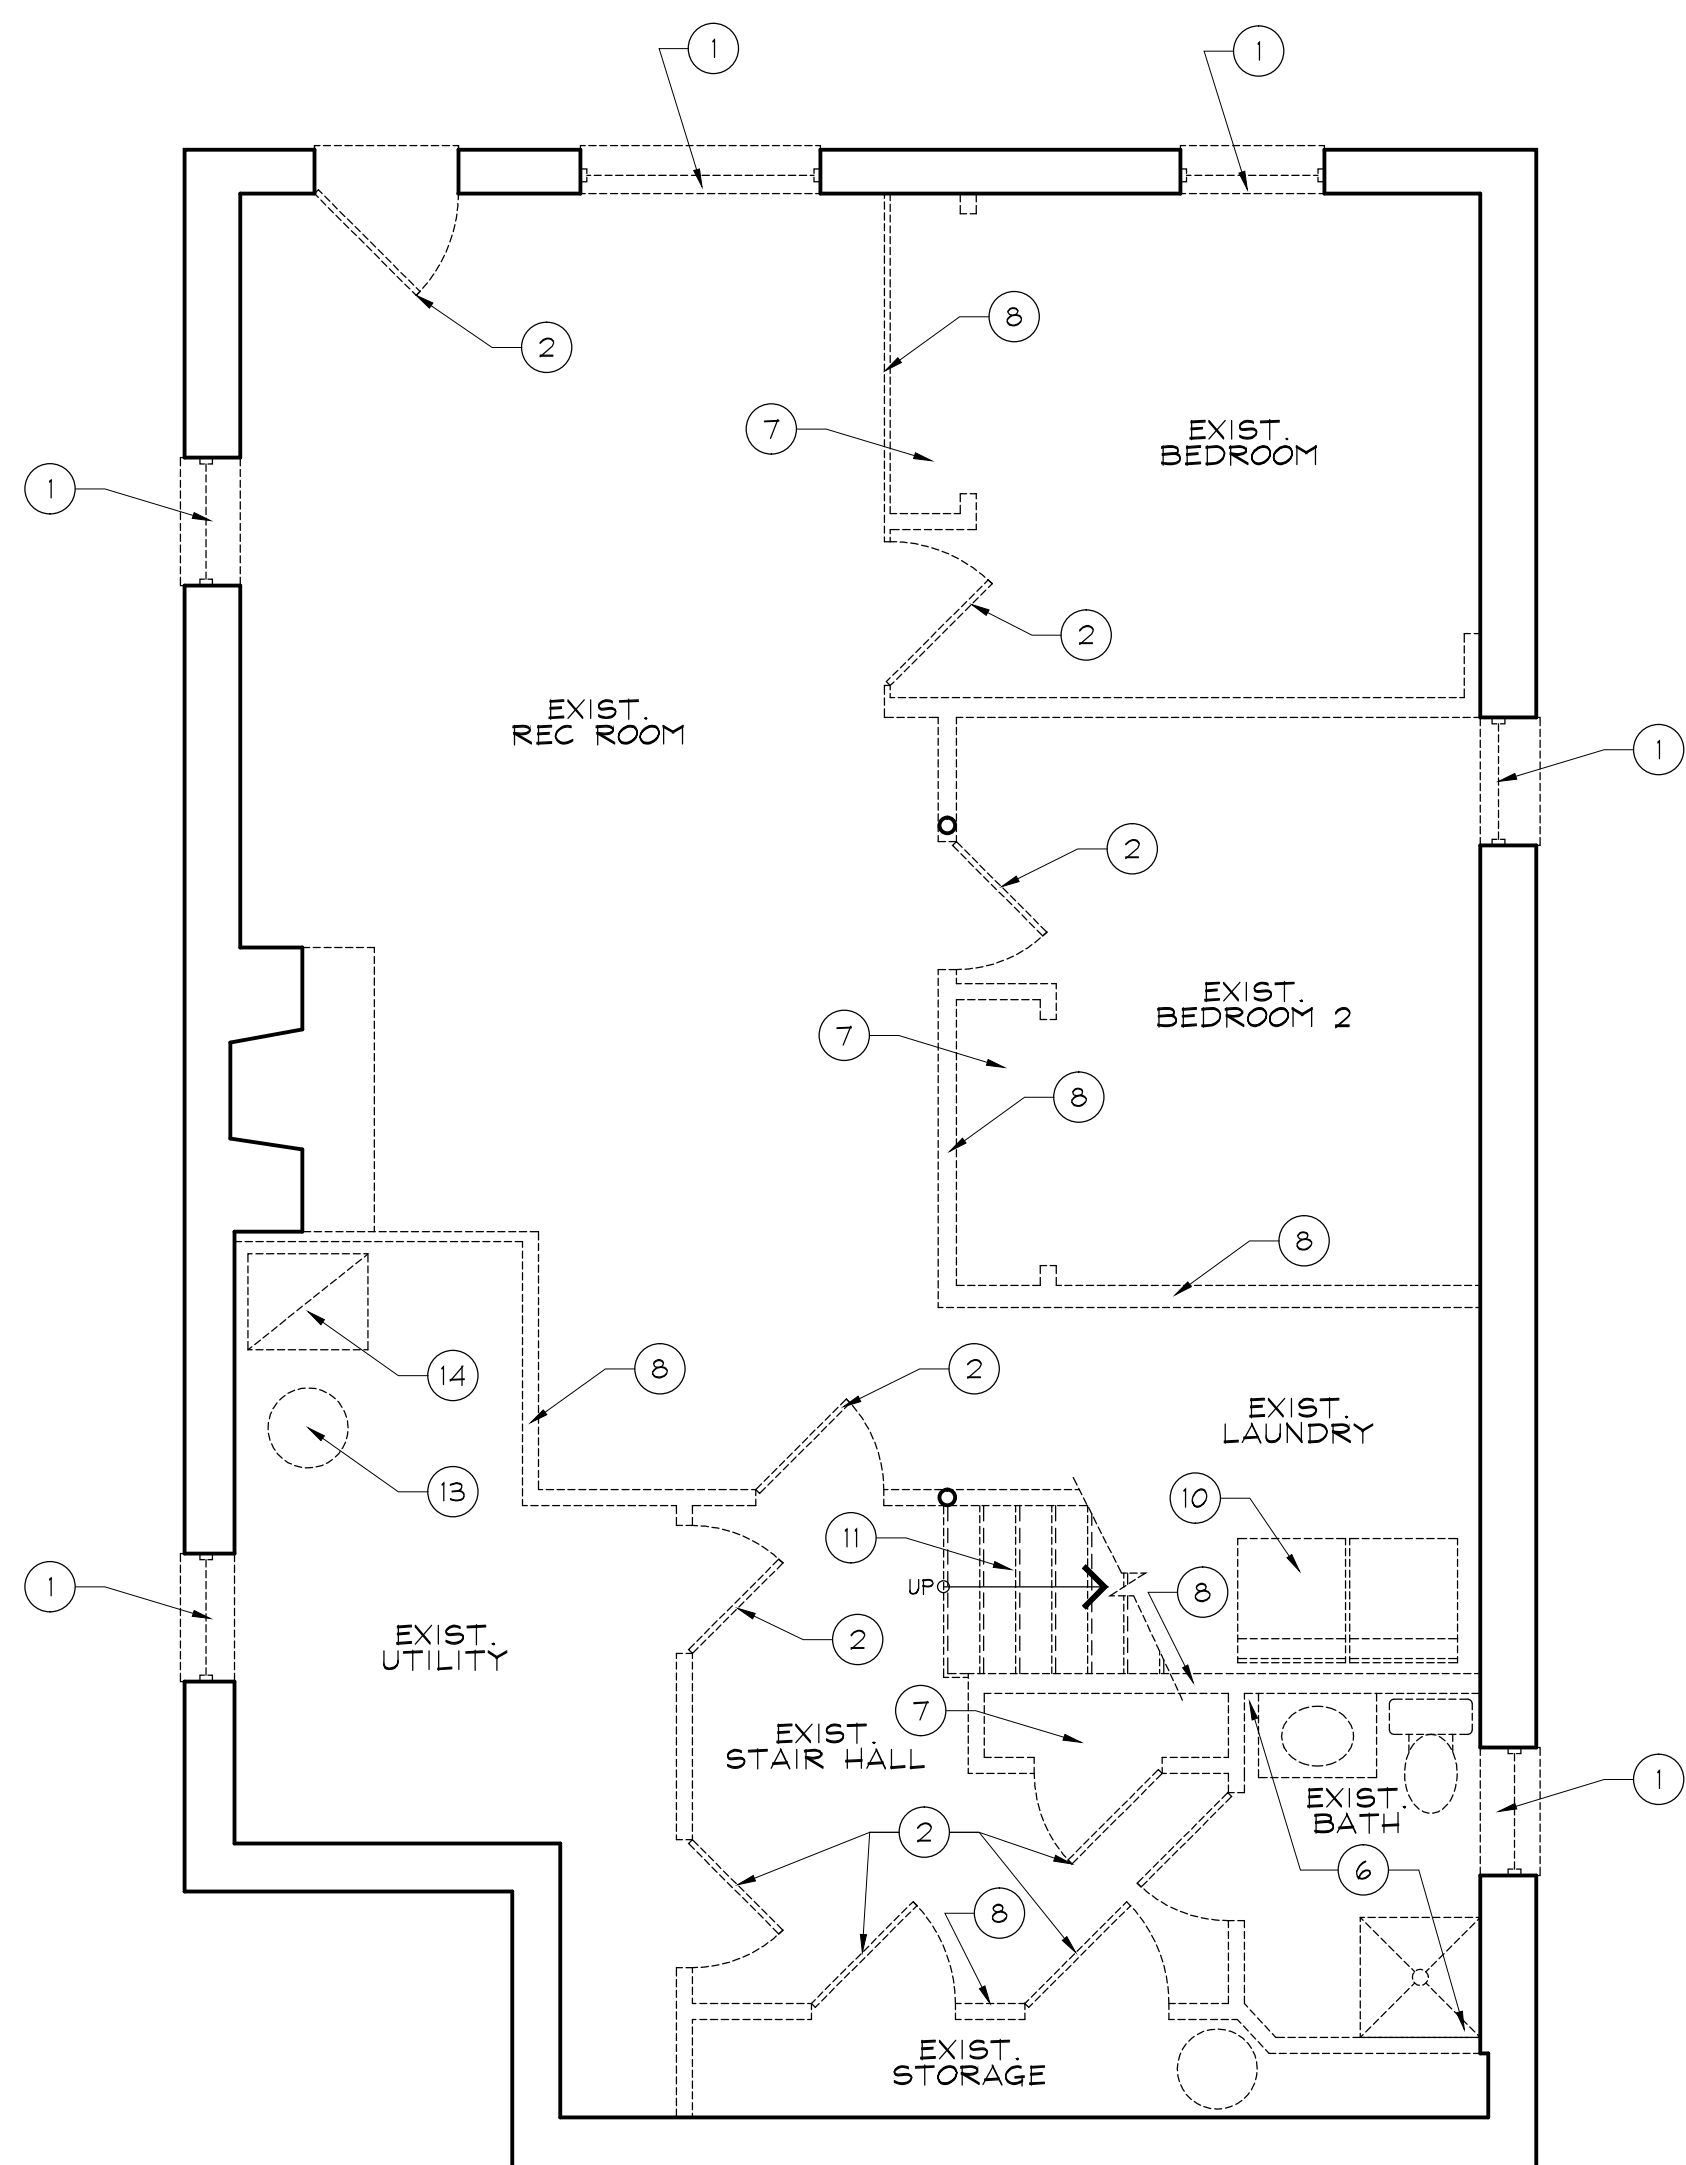 1
1
2
8
7
EXIST.
BEDROOM
1
2
EXIST.
REC ROOM
1
2
EXIST.
BEDROOM 2
7
8
8
14
8
2
EXIST.
LAUNDRY
13
10
11
UP
8
1
2
EXIST.
UTILITY
7
EXIST.
STAIR HALL
1
EXIST.
BATH
2
6
8
EXIST.
STORAGE